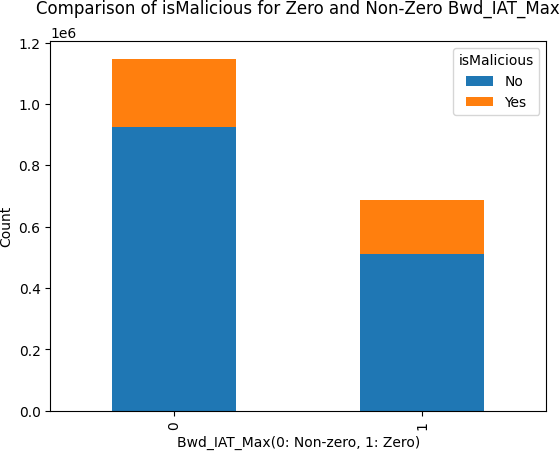 Comparison of isMalicious for Zero and Non-Zero Bwd_IAT_Max
1e6
1.2
1.0
0.8
0.6
0.4
0.2
0.0
Count
isMalicious
No
Yes
0
1
Bwd_IAT_Max(0: Non-zero, 1: Zero)